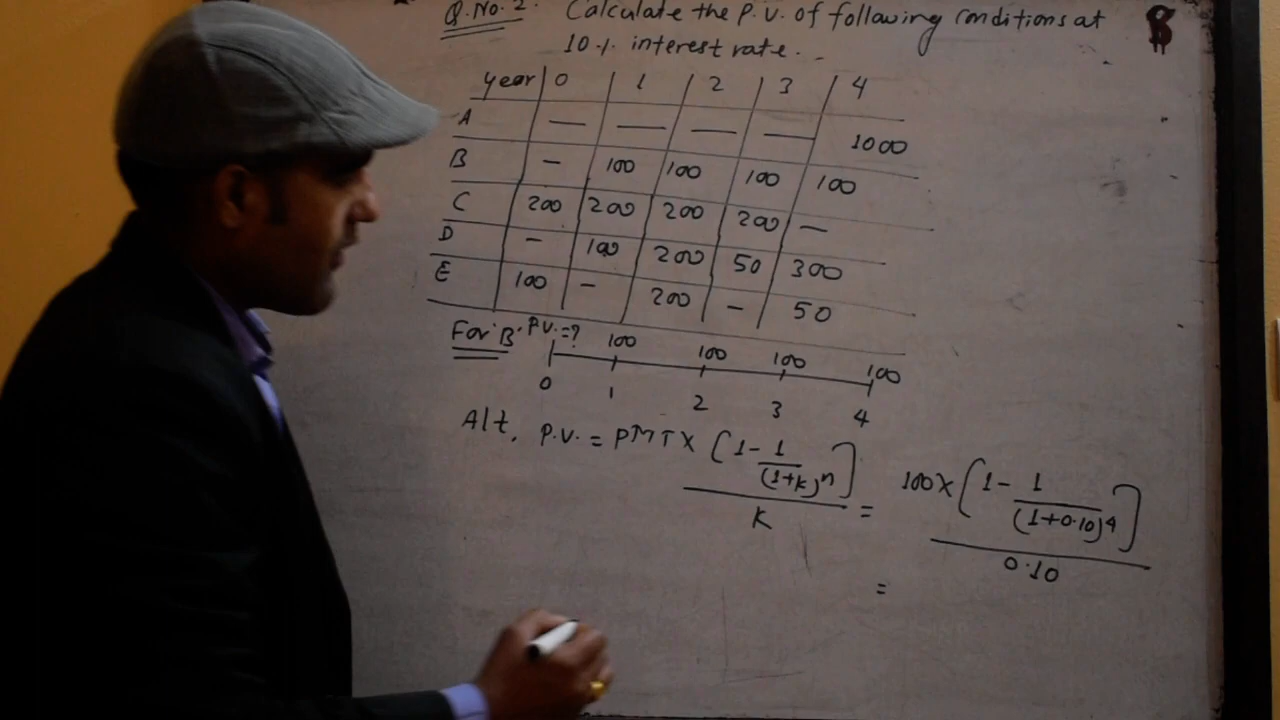 Q.No.2. Calculate the P.V. of following conditions at
10% interest rate...
year 0 1 2 3 4
A — — — — 1000
B - 100 100 100 100
C 200 200 200 200 —
D - 100 200 50 300
E 100 - 200 - 50
For 'B' P.V.=? 100 100 100 100
0 1 2 3 4
Alt. P.V. = PMT X [1- 1/(1+K)^n] / K = 100X [1- 1/(1+0.10)^4] / 0.10
=